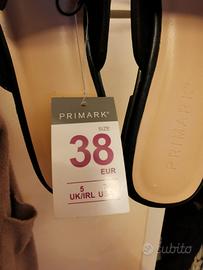 PRIMARK®
SIZE:
38
EUR
5
UK/IRL
PRIMARK
subito